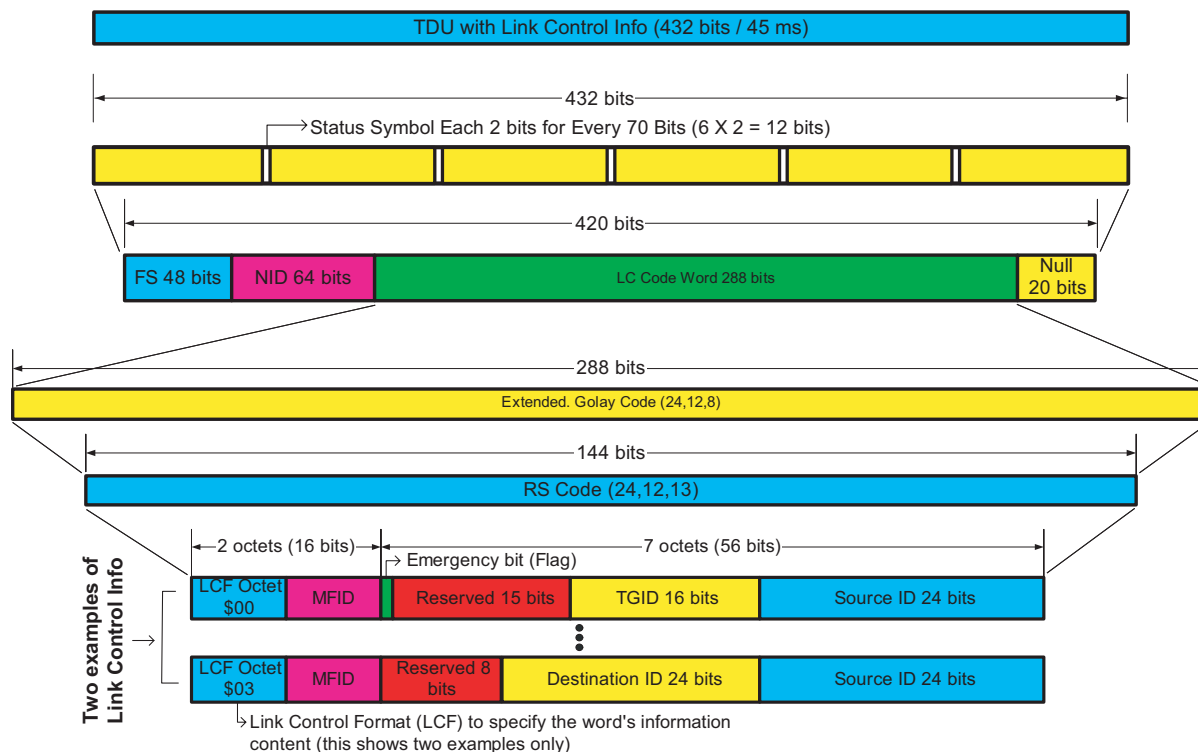 TDU with Link Control Info (432 bits / 45 ms)
432 bits
Status Symbol Each 2 bits for Every 70 Bits (6 X 2 = 12 bits)
420 bits
FS 48 bits
NID 64 bits
LC Code Word 288 bits
Null
20 bits
288 bits
Extended. Golay Code (24,12,8)
144 bits
RS Code (24,12,13)
2 octets (16 bits)
7 octets (56 bits)
Emergency bit (Flag)
Two examples of
Link Control Info
LCF Octet
$00
MFID
Reserved 15 bits
TGID 16 bits
Source ID 24 bits
LCF Octet
$03
MFID
Reserved 8
bits
Destination ID 24 bits
Source ID 24 bits
Link Control Format (LCF) to specify the word's information
content (this shows two examples only)